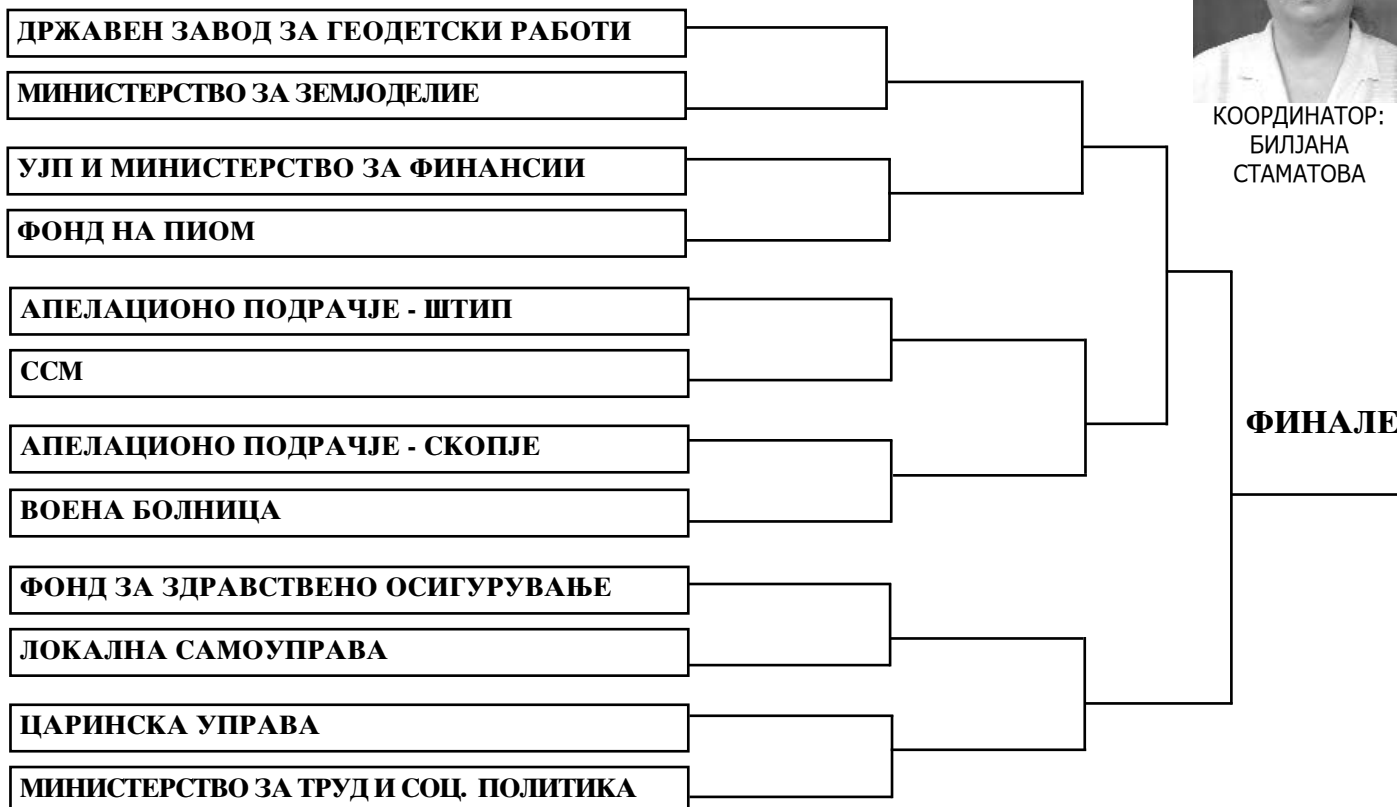 ДРЖАВЕН ЗАВОД ЗА ГЕОДЕТСКИ РАБОТИ
МИНИСТЕРСТВО ЗА ЗЕМЈОДЕЛИЕ
УЈП И МИНИСТЕРСТВО ЗА ФИНАНСИИ
ФОНД НА ПИОМ
АПЕЛАЦИОНО ПОДРАЧЈЕ - ШТИП
ССМ
АПЕЛАЦИОНО ПОДРАЧЈЕ - СКОПЈЕ
ВОЕНА БОЛНИЦА
ФОНД ЗА ЗДРАВСТВЕНО ОСИГУРУВАЊЕ
ЛОКАЛНА САМОУПРАВА
ЦАРИНСКА УПРАВА
МИНИСТЕРСТВО ЗА ТРУД И СОЦ. ПОЛИТИКА
КООРДИНАТОР:
БИЛЈАНА
СТАМАТОВА
ФИНАЛЕ